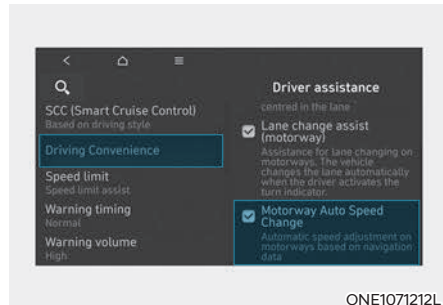 Driver assistance
SCC (Smart Cruise Control)
Based on driving style
Driving Convenience
Speed limit
Speed limit assist
Warning timing
Normal
Warning volume
High
centred in the lane
Lane change assist
(motorway)
Assistance for lane changing on
motorways. The vehicle
changes the lane automatically
when the driver activates the
turn indicator.
Motorway Auto Speed
Change
Automatic speed adjustment on
motorways based on navigation
data
ONE1071212L